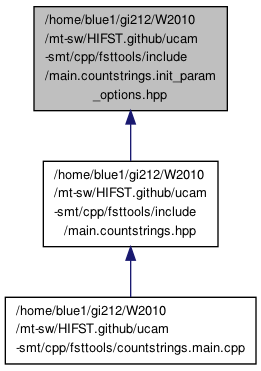 /home/blue1/gi212/W2010
/mt-sw/HIFST.github/ucam
-smt/cpp/fsttools/include
/main.countstrings.init_param
_options.hpp
/home/blue1/gi212/W2010
/mt-sw/HIFST.github/ucam
-smt/cpp/fsttools/include
/main.countstrings.hpp
/home/blue1/gi212/W2010
/mt-sw/HIFST.github/ucam
-smt/cpp/fsttools/countstrings.main.cpp